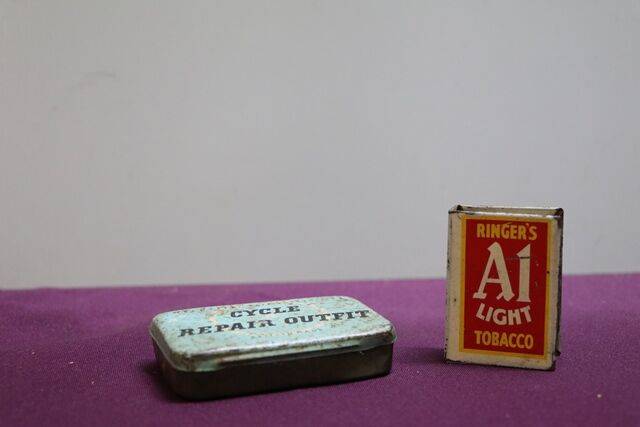 CYCLE
REPAIR OUTFIT
RINGER'S
A1
LIGHT
TOBACCO